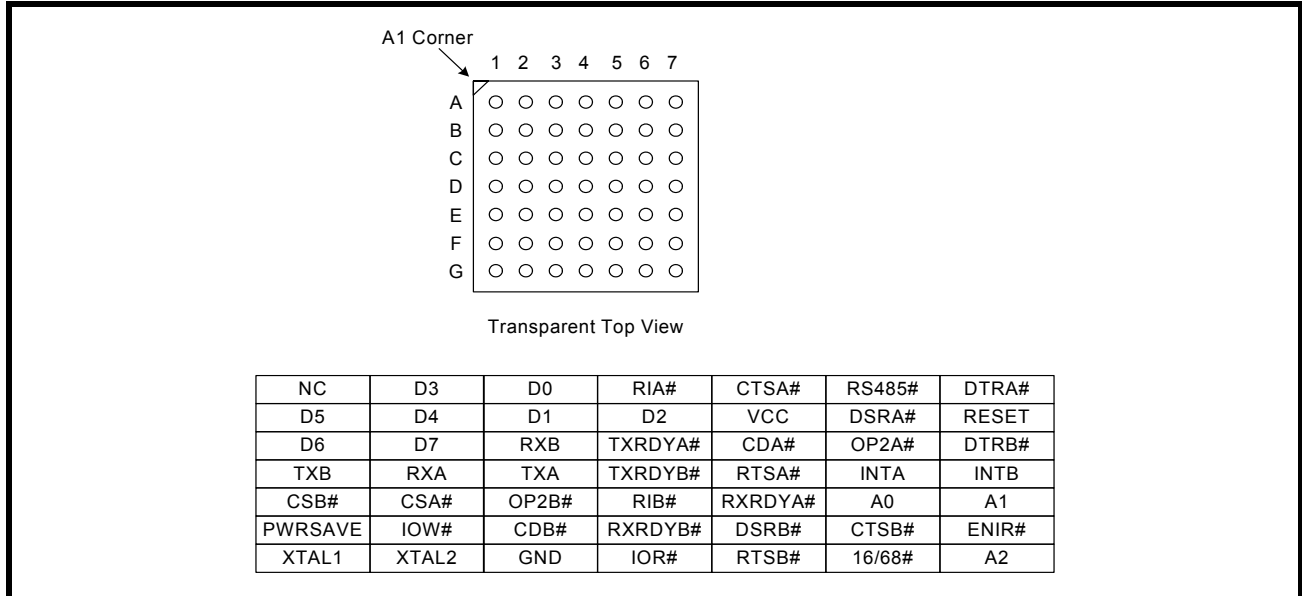 A1 Corner
1 2 3 4 5 6 7
A
B
C
D
E
F
G
Transparent Top View
NC D3 D0 RIA# CTSA# RS485# DTRA#
D5 D4 D1 D2 VCC DSRA# RESET
D6 D7 RXB TXRDYA# CDA# OP2A# DTRB#
TXB RXA TXA TXRDYB# RTSA# INTA INTB
CSB# CSA# OP2B# RIB# RXRDYA# A0 A1
PWRSAVE IOW# CDB# RXRDYB# DSRB# CTSB# ENIR#
XTAL1 XTAL2 GND IOR# RTSB# 16/68# A2